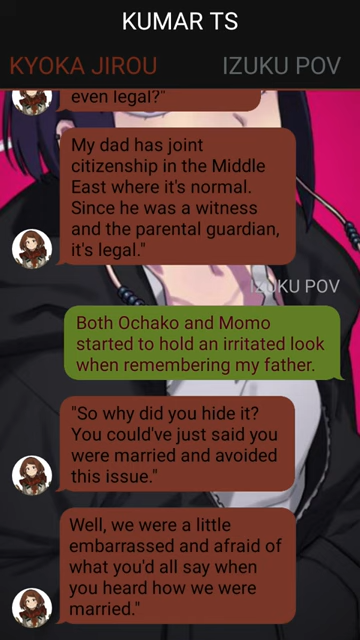 KUMAR TS
KYOKA JIROU
IZUKU POV
even legal?"
My dad has joint
citizenship in the Middle
East where it's normal.
Since he was a witness
and the parental guardian,
it's legal."
IZUKU POV
Both Ochako and Momo
started to hold an irritated look
when remembering my father.
"So why did you hide it?
You could've just said you
were married and avoided
this issue."
Well, we were a little
embarrassed and afraid of
what you'd all say when
you heard how we were
married."